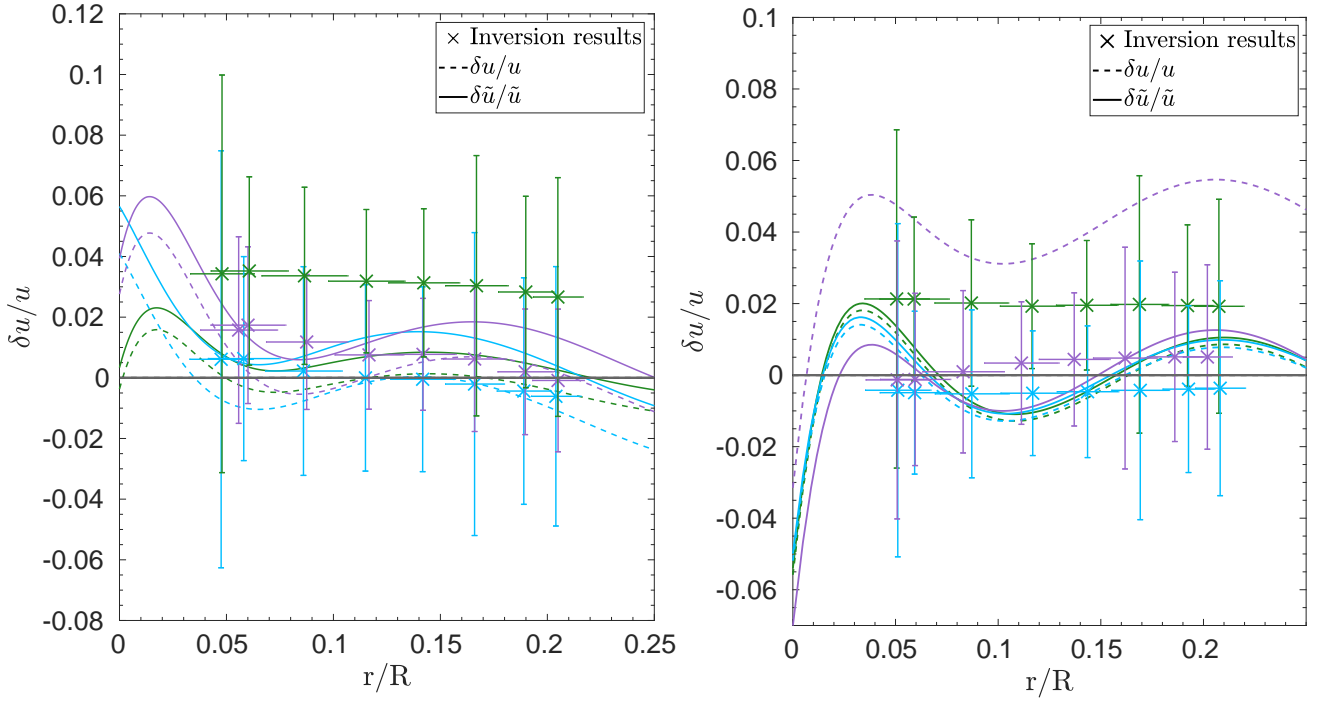 0.12
0.1
0.08
0.06
0.04
0.02
0
-0.02
-0.04
-0.06
-0.08
δu/u
× Inversion results
δu/u
δũ/ũ
0 0.05 0.1 0.15 0.2 0.25
r/R
0.1
0.08
0.06
0.04
0.02
0
-0.02
-0.04
-0.06
δu/u
× Inversion results
δu/u
δũ/ũ
0 0.05 0.1 0.15 0.2
r/R